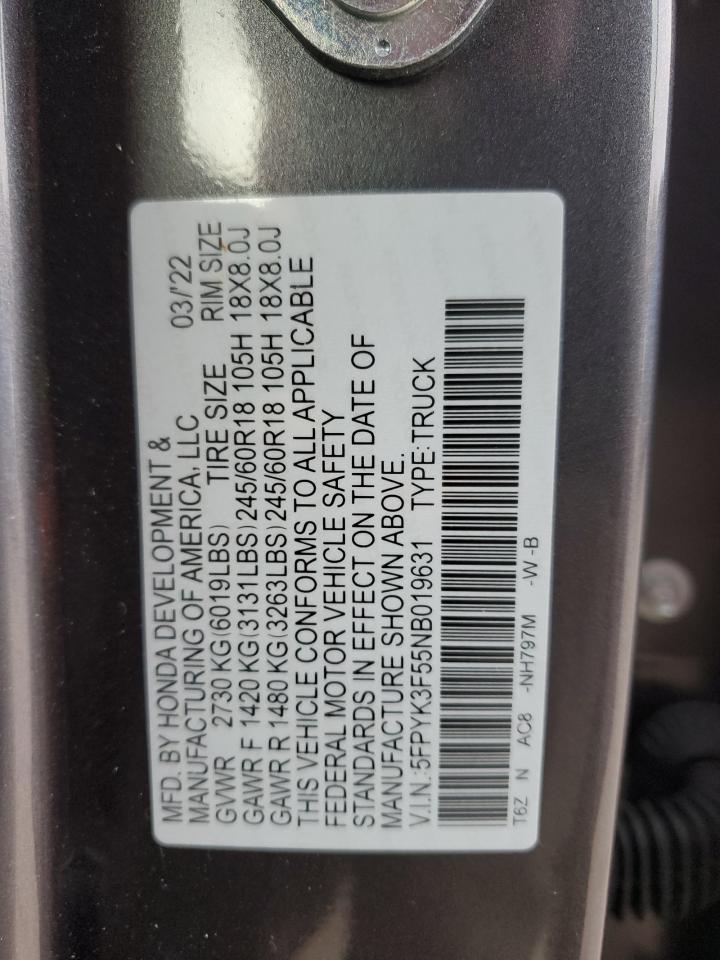 MFD. BY HONDA DEVELOPMENT &
MANUFACTURING OF AMERICA, LLC 03/'22
GVWR 2730 KG(6019LBS) TIRE SIZE RIM SIZE
GAWR F 1420 KG(3131LBS)245/60R18 105H 18X8.0J
GAWR R 1480 KG(3263LBS)245/60R18 105H 18X8.0J
THIS VEHICLE CONFORMS TO ALL APPLICABLE
FEDERAL MOTOR VEHICLE SAFETY
STANDARDS IN EFFECT ON THE DATE OF
MANUFACTURE SHOWN ABOVE.
V.I.N.:5FPYK3F55NB019631 TYPE:TRUCK
T6Z N AC8 -NH797M -W -B